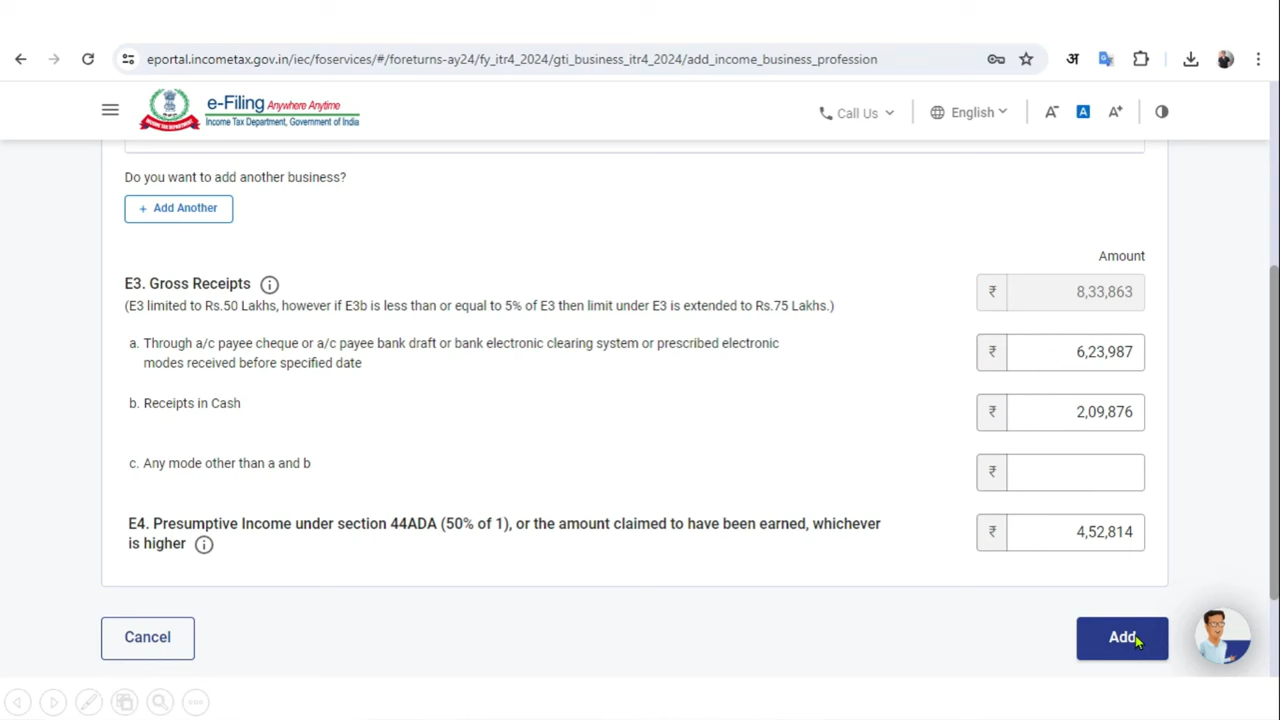 eportal.incometax.gov.in/iec/foservices/#/foreturns-ay24/fy_itr4_2024/gti_business_itr4_2024/add_income_business_profession
अ
e-Filing Anywhere Anytime
Income Tax Department, Government of India
Call Us
English
A-
A
A+
Do you want to add another business?
+ Add Another
Amount
E3. Gross Receipts
₹ 8,33,863
(E3 limited to Rs.50 Lakhs, however if E3b is less than or equal to 5% of E3 then limit under E3 is extended to Rs.75 Lakhs.)
a. Through a/c payee cheque or a/c payee bank draft or bank electronic clearing system or prescribed electronic
modes received before specified date
₹ 6,23,987
b. Receipts in Cash
₹ 2,09,876
c. Any mode other than a and b
₹
E4. Presumptive Income under section 44ADA (50% of 1), or the amount claimed to have been earned, whichever
is higher
₹ 4,52,814
Cancel
Add